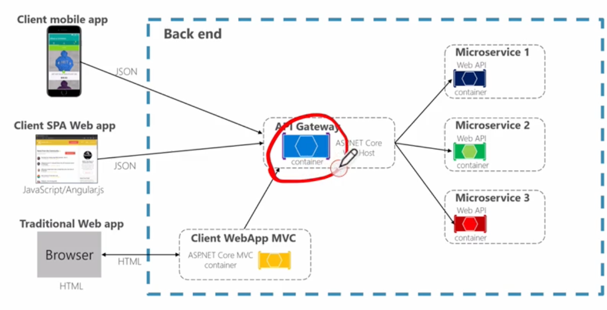 Client mobile app
JSON
Back end
Client SPA Web app
JavaScript/Angular.js
JSON
Traditional Web app
Browser
HTML
HTML
Client WebApp MVC
ASP.NET Core MVC
container
API Gateway
ASP.NET Core
Host
container
Microservice 1
Web API
container
Microservice 2
Web API
container
Microservice 3
Web API
container